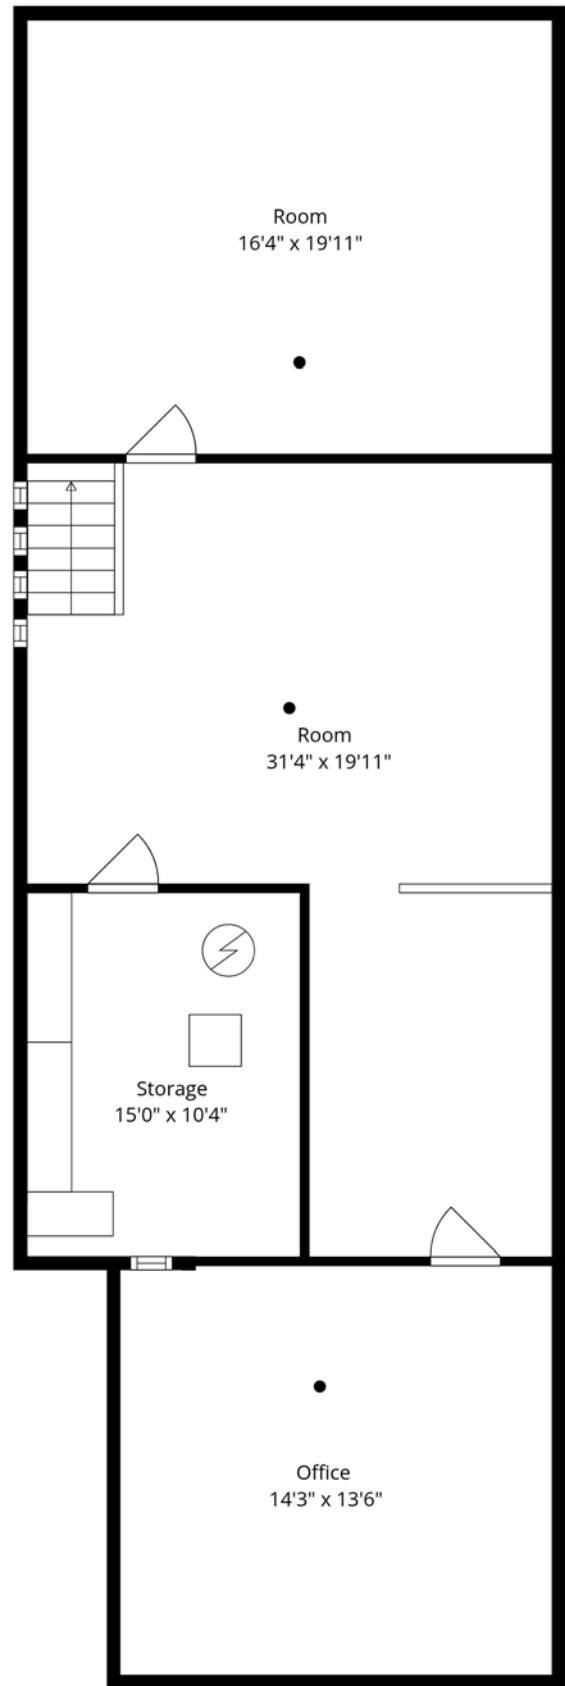 Room
16'4" x 19'11"
Room
31'4" x 19'11"
Storage
15'0" x 10'4"
Office
14'3" x 13'6"